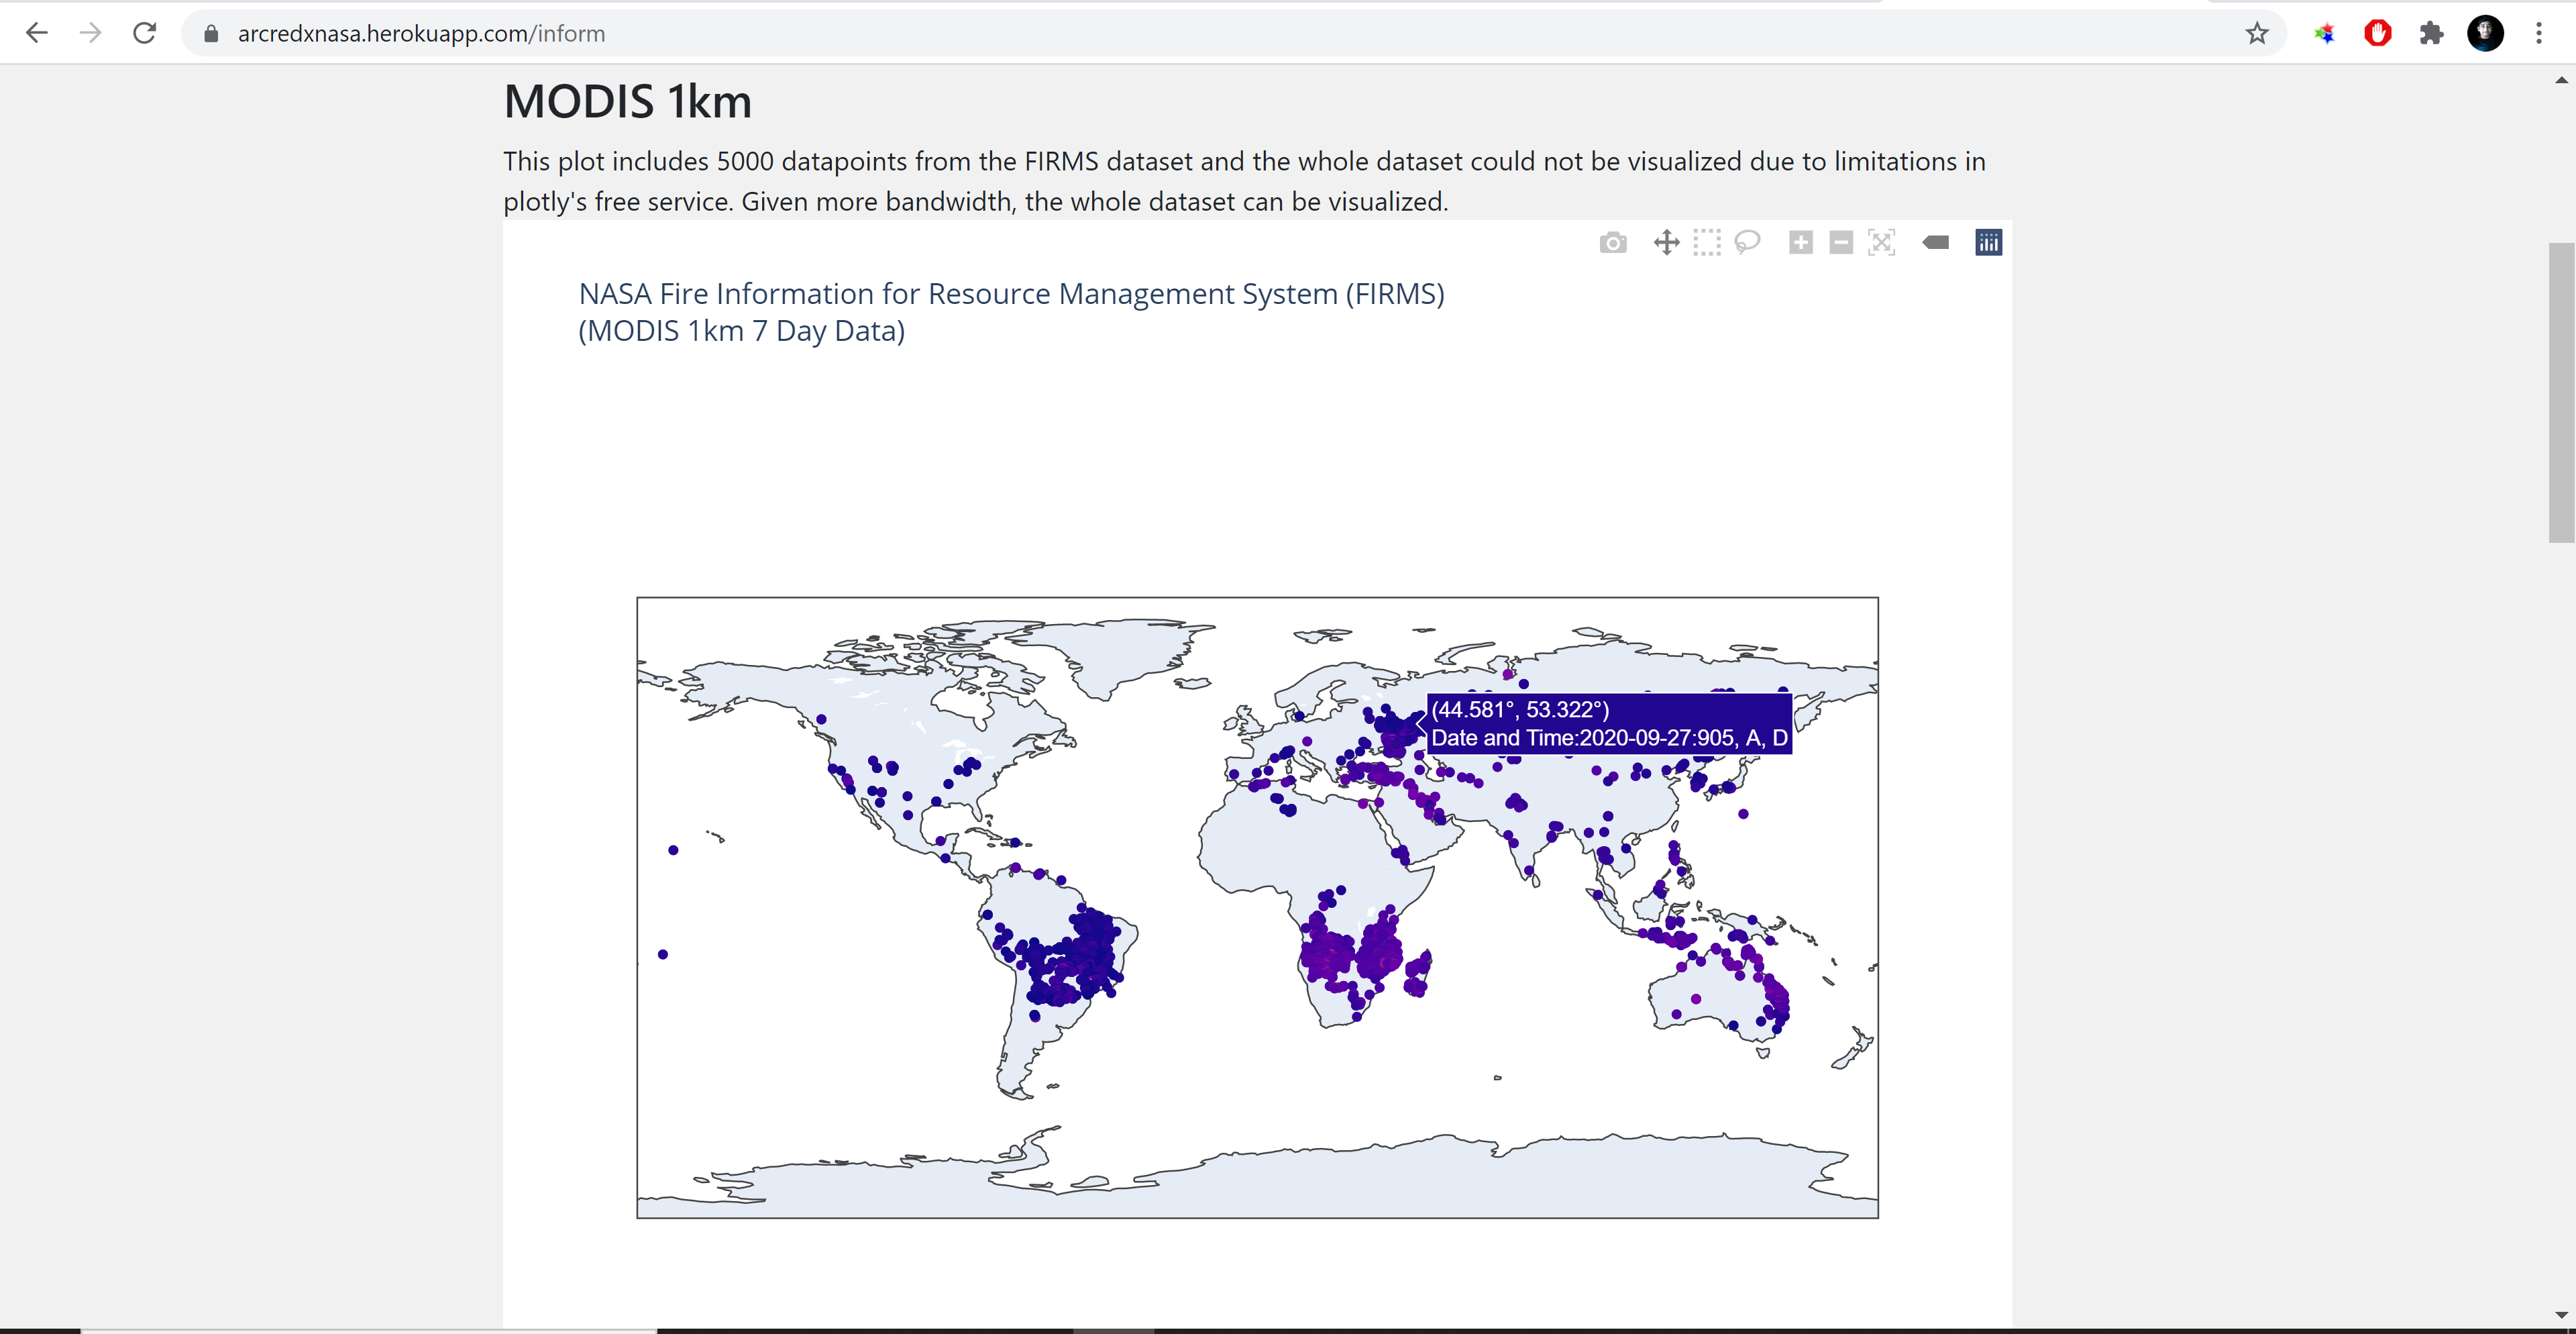 arcredxnasa.herokuapp.com/inform
MODIS 1km
This plot includes 5000 datapoints from the FIRMS dataset and the whole dataset could not be visualized due to limitations in
plotly's free service. Given more bandwidth, the whole dataset can be visualized.
NASA Fire Information for Resource Management System (FIRMS)
(MODIS 1km 7 Day Data)
(44.581°, 53.322°)
Date and Time:2020-09-27:905, A, D